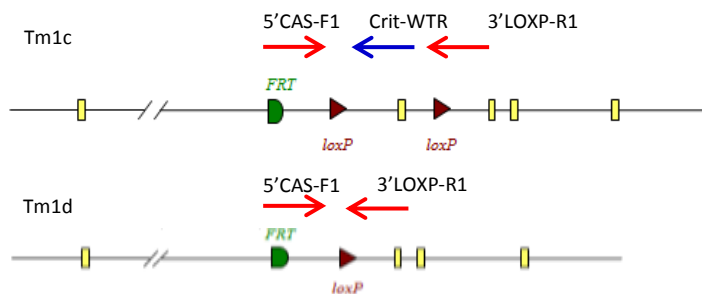 5'CAS-F1 Crit-WTR 3'LOXP-R1
Tm1c
FRT
loxP loxP
5'CAS-F1 3'LOXP-R1
Tm1d
FRT
loxP